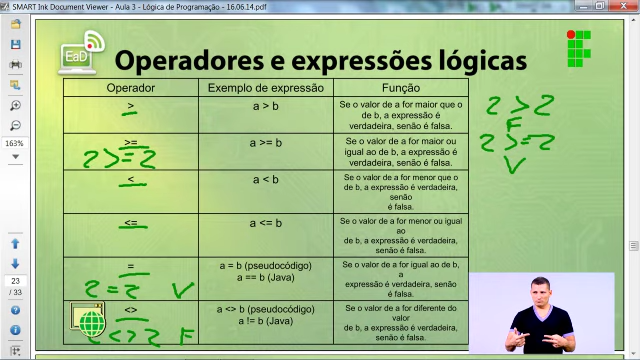 SMART Ink Document Viewer - Aula 3 - Lógica de Programação - 16.06.14.pdf
EaD
Operadores e expressões lógicas
Operador
Exemplo de expressão
Função
>
a > b
Se o valor de a for maior que o
de b, a expressão é
verdadeira, senão é falsa.
2 > 2
F
>=
2 >= 2
a >= b
Se o valor de a for maior ou
igual ao de b, a expressão é
verdadeira, senão é falsa.
2 >= 2
V
163%
<
a < b
Se o valor de a for menor que o
de b, a expressão é verdadeira,
senão
é falsa.
<=
a <= b
Se o valor de a for menor ou igual
ao
de b, a expressão é verdadeira,
senão é falsa.
=
2 = 2 V
a = b (pseudocódigo)
a == b (Java)
Se o valor de a for igual ao de b,
a
expressão é verdadeira, senão
é falsa.
23
/ 33
<>
2 <> 2 F
a <> b (pseudocódigo)
a != b (Java)
Se o valor de a for diferente do
valor
de b, a expressão é verdadeira,
senão é falsa.